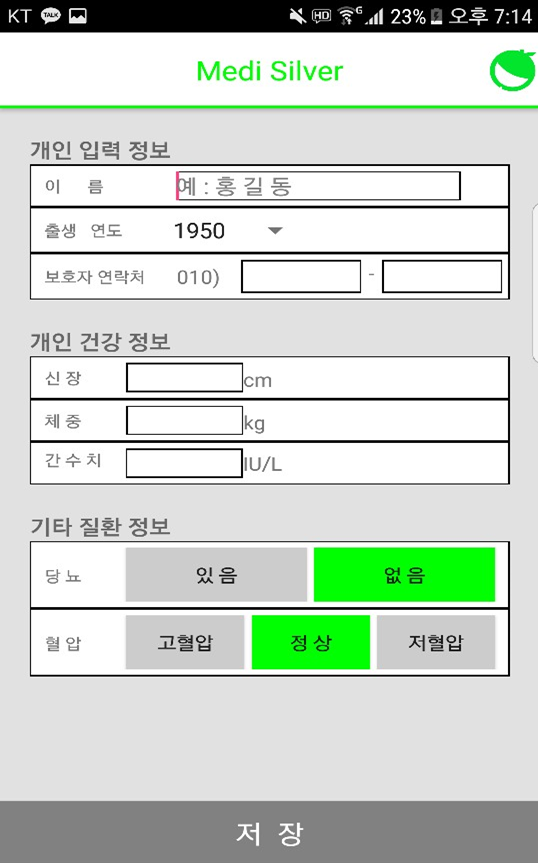 KT TALK HD G 23% 오후 7:14
Medi Silver
개인 입력 정보
이 름 예 : 홍 길 동
출생 연도 1950
보호자 연락처 010) -
개인 건강 정보
신 장 cm
체 중 kg
간 수 치 IU/L
기타 질환 정보
당 뇨 있 음 없 음
혈 압 고혈압 정 상 저혈압
저 장